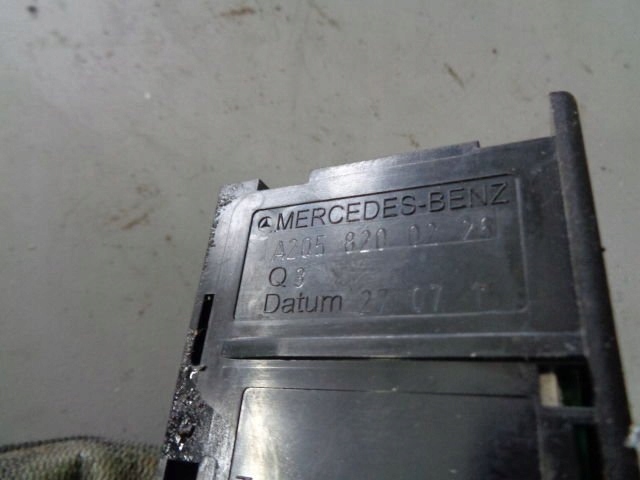 MERCEDES-BENZ
A205 820 02 26
Q 3
Datum 27 07